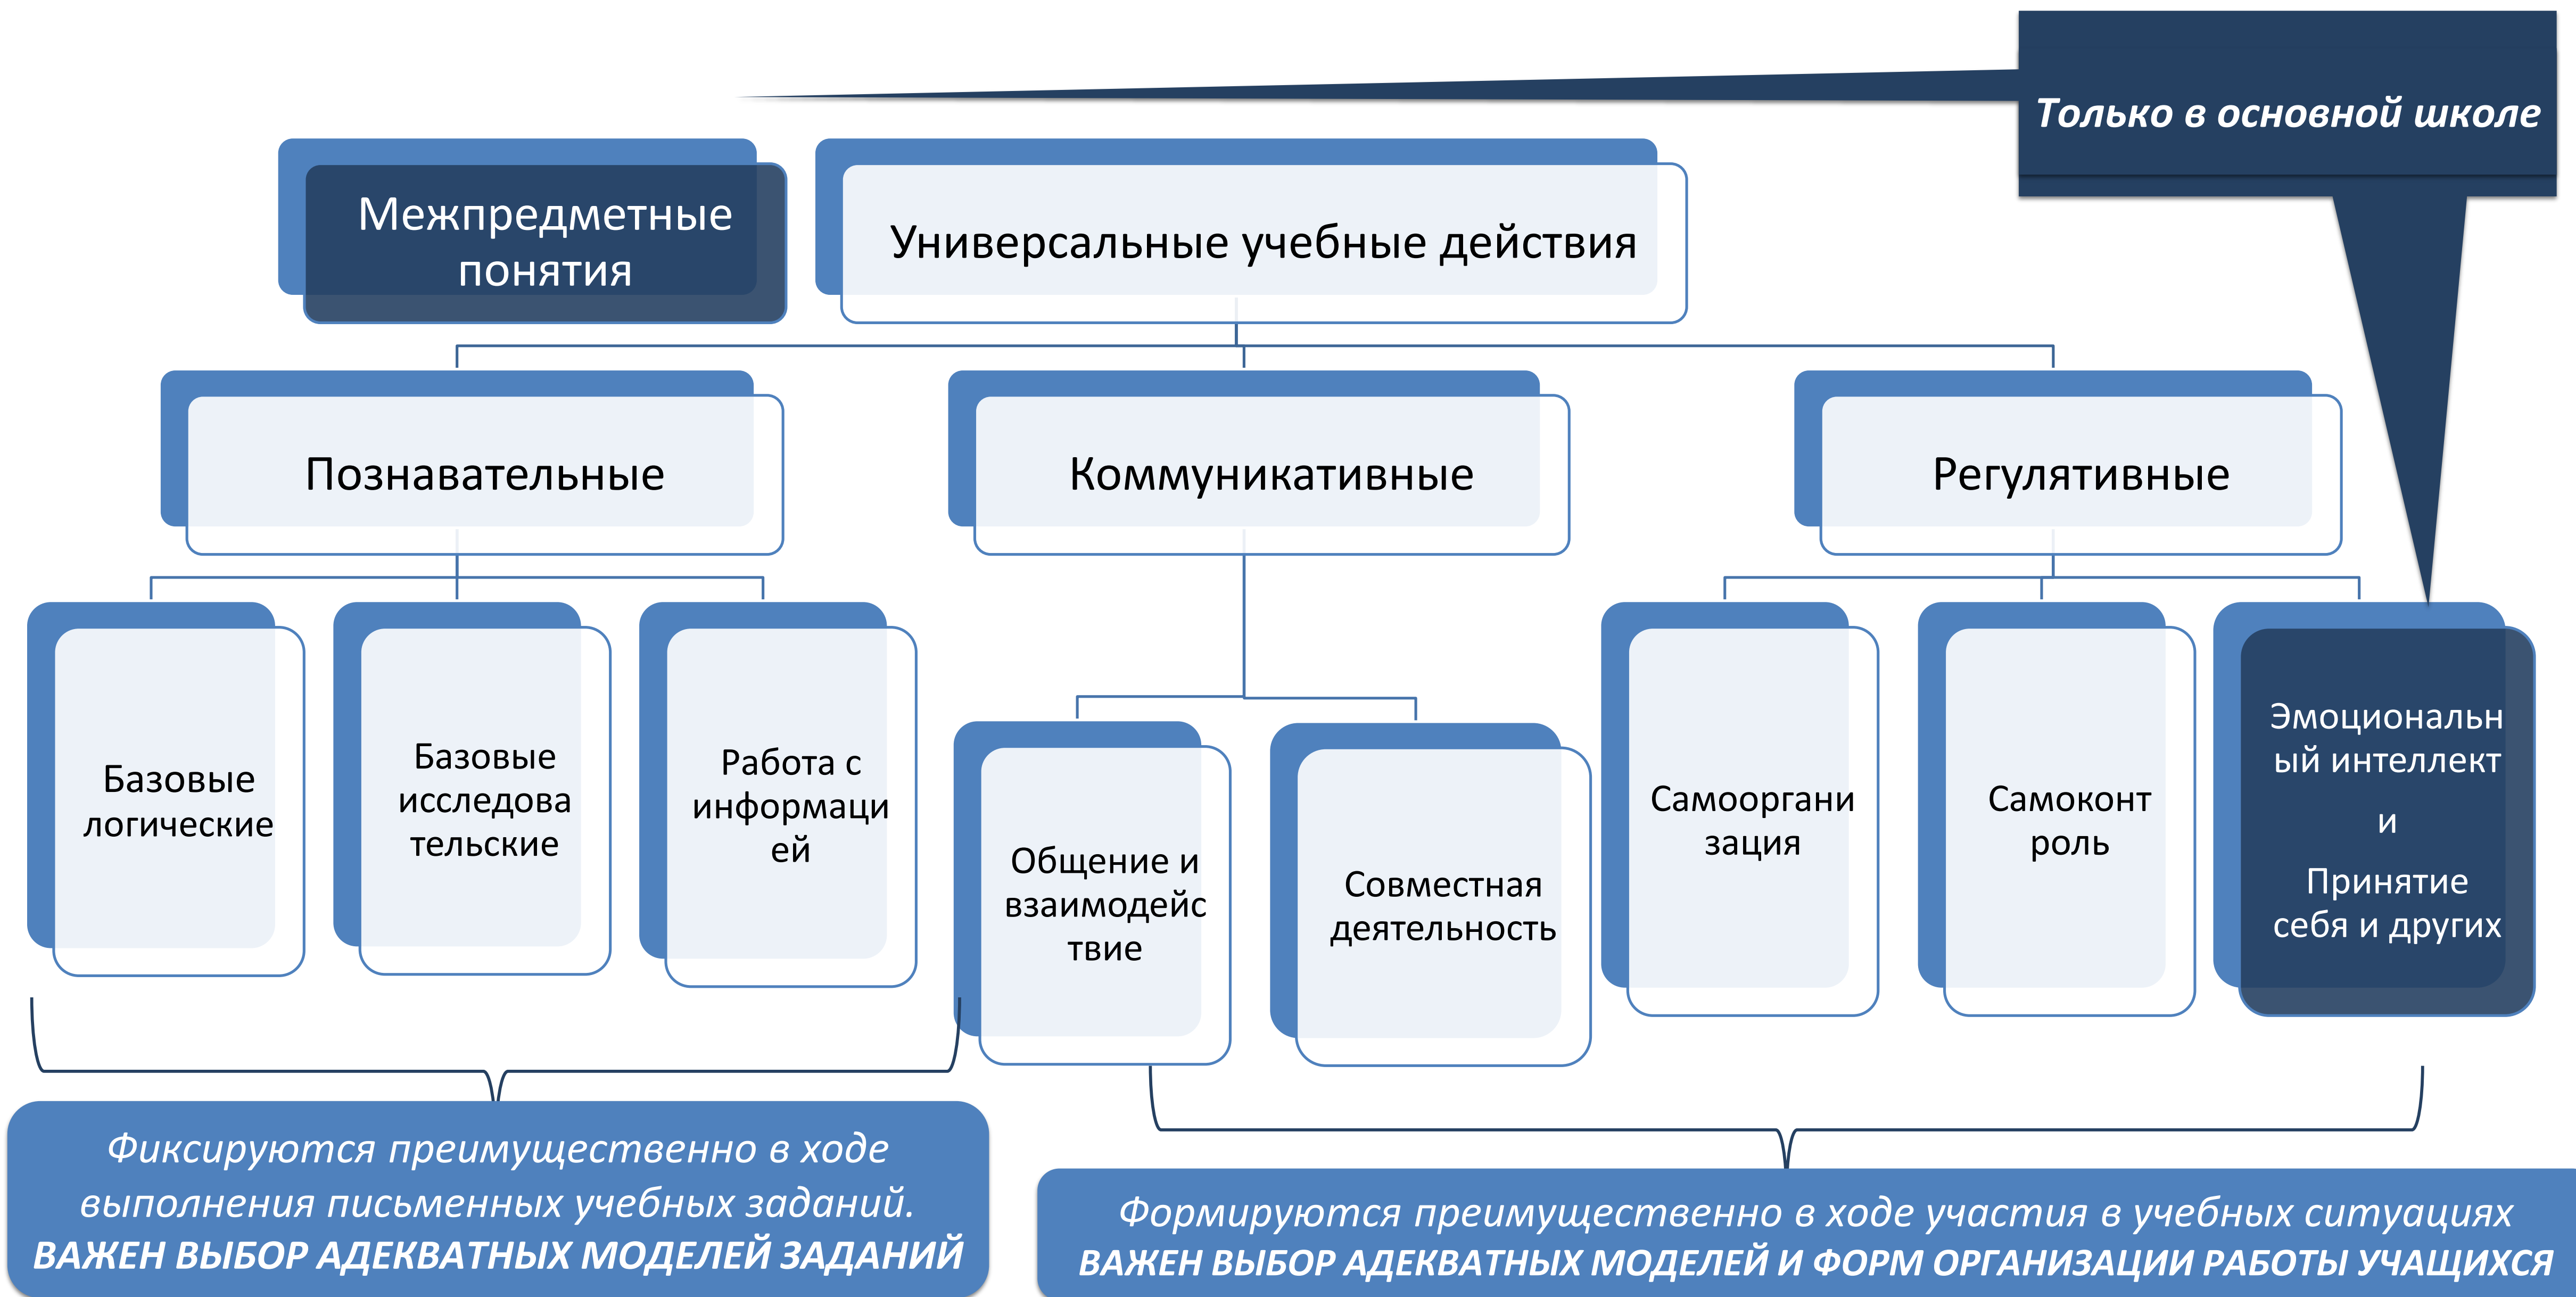 Только в основной школе
Межпредметные
понятия
Универсальные учебные действия
Познавательные
Коммуникативные
Регулятивные
Базовые
логические
Базовые
исследова
тельские
Работа с
информаци
ей
Общение и
взаимодейс
твие
Совместная
деятельность
Самооргани
зация
Самоконт
роль
Эмоциональн
ый интеллект
и
Принятие
себя и других
Фиксируются преимущественно в ходе
выполнения письменных учебных заданий.
ВАЖЕН ВЫБОР АДЕКВАТНЫХ МОДЕЛЕЙ ЗАДАНИЙ
Формируются преимущественно в ходе участия в учебных ситуациях
ВАЖЕН ВЫБОР АДЕКВАТНЫХ МОДЕЛЕЙ И ФОРМ ОРГАНИЗАЦИИ РАБОТЫ УЧАЩИХСЯ